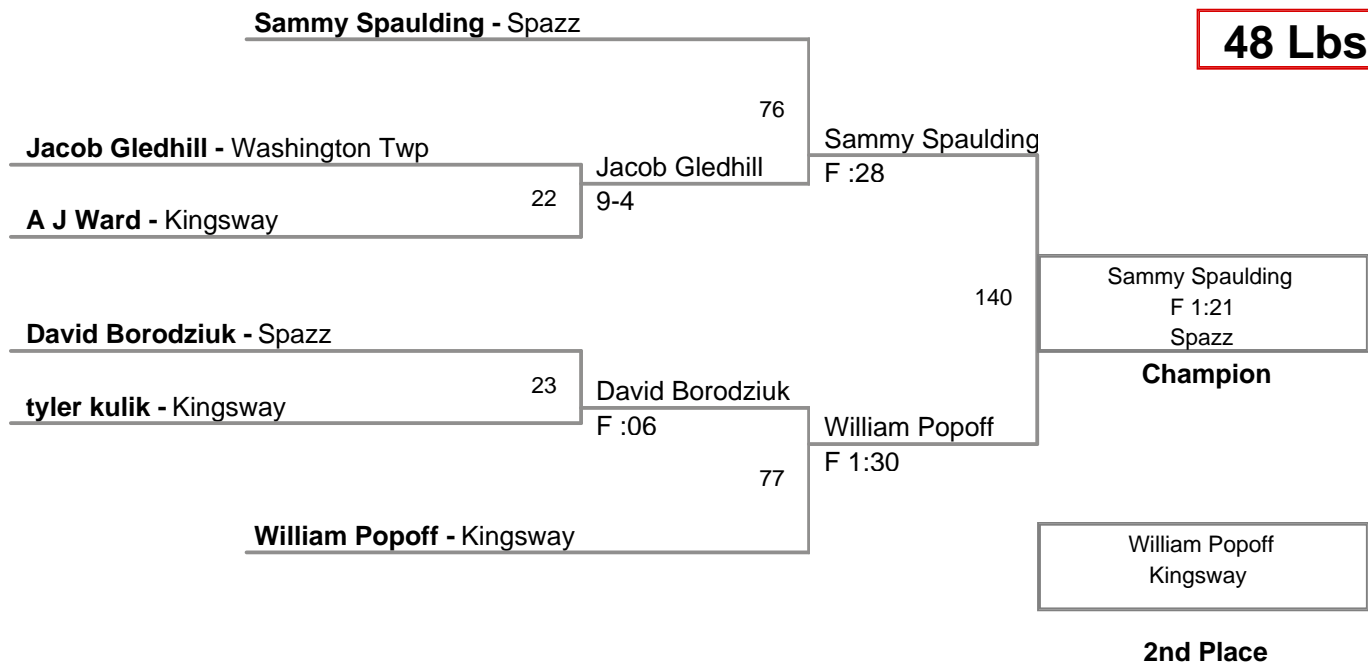 Sammy Spaulding - Spazz
48 Lbs
76
Jacob Gledhill - Washington Twp
Sammy Spaulding
Jacob Gledhill
F :28
22
9-4
A J Ward - Kingsway
Sammy Spaulding
140
F 1:21
David Borodziuk - Spazz
Spazz
Champion
23
David Borodziuk
tyler kulik - Kingsway
F :06
William Popoff
F 1:30
77
William Popoff - Kingsway
William Popoff
Kingsway
2nd Place